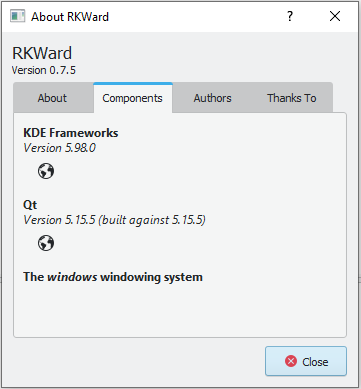 About RKWard
RKWard
Version 0.7.5
About Components Authors Thanks To
KDE Frameworks
Version 5.98.0
Qt
Version 5.15.5 (built against 5.15.5)
The windows windowing system
Close